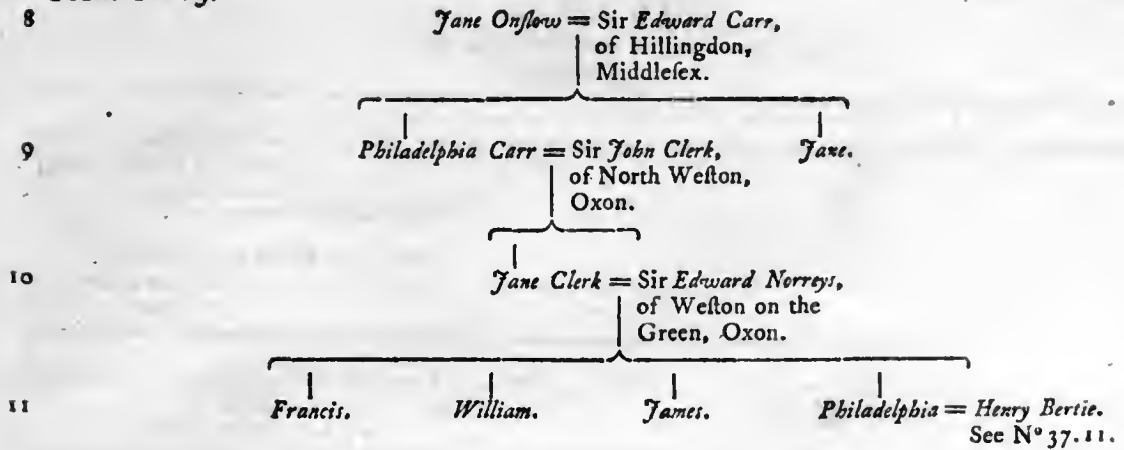 8 Jane Onſlow = Sir Edward Carr,
of Hillingdon,
Middleſex.
9 Philadelphia Carr = Sir John Clerk, Jane.
of North Weſton,
Oxon.
10 Jane Clerk = Sir Edward Norreys,
of Weſton on the
Green, Oxon.
11 Francis. William. James. Philadelphia = Henry Bertie.
See Nº 37.11.